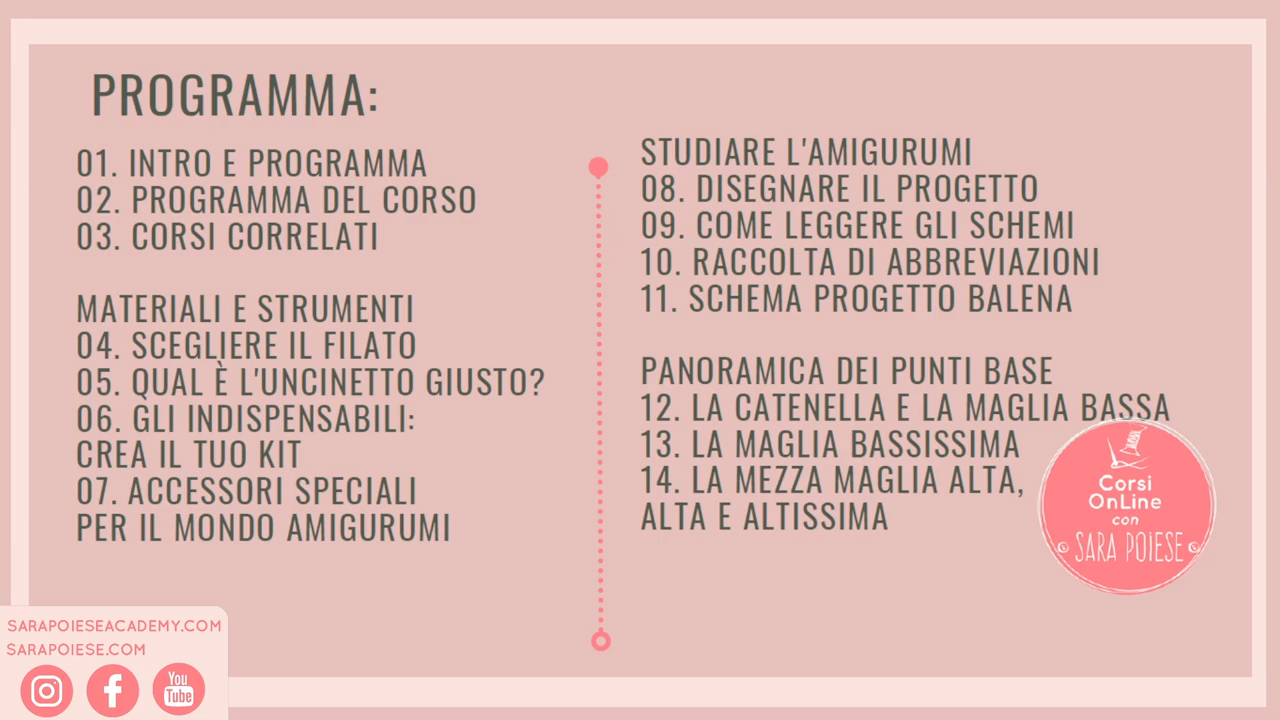 PROGRAMMA:
01. INTRO E PROGRAMMA
02. PROGRAMMA DEL CORSO
03. CORSI CORRELATI
MATERIALI E STRUMENTI
04. SCEGLIERE IL FILATO
05. QUAL È L'UNCINETTO GIUSTO?
06. GLI INDISPENSABILI:
CREA IL TUO KIT
07. ACCESSORI SPECIALI
PER IL MONDO AMIGURUMI
STUDIARE L'AMIGURUMI
08. DISEGNARE IL PROGETTO
09. COME LEGGERE GLI SCHEMI
10. RACCOLTA DI ABBREVIAZIONI
11. SCHEMA PROGETTO BALENA
PANORAMICA DEI PUNTI BASE
12. LA CATENELLA E LA MAGLIA BASSA
13. LA MAGLIA BASSISSIMA
14. LA MEZZA MAGLIA ALTA,
ALTA E ALTISSIMA
Corsi
OnLine
con
SARA POIESE
SARAPOIESEACADEMY.COM
SARAPOIESE.COM
You
Tube